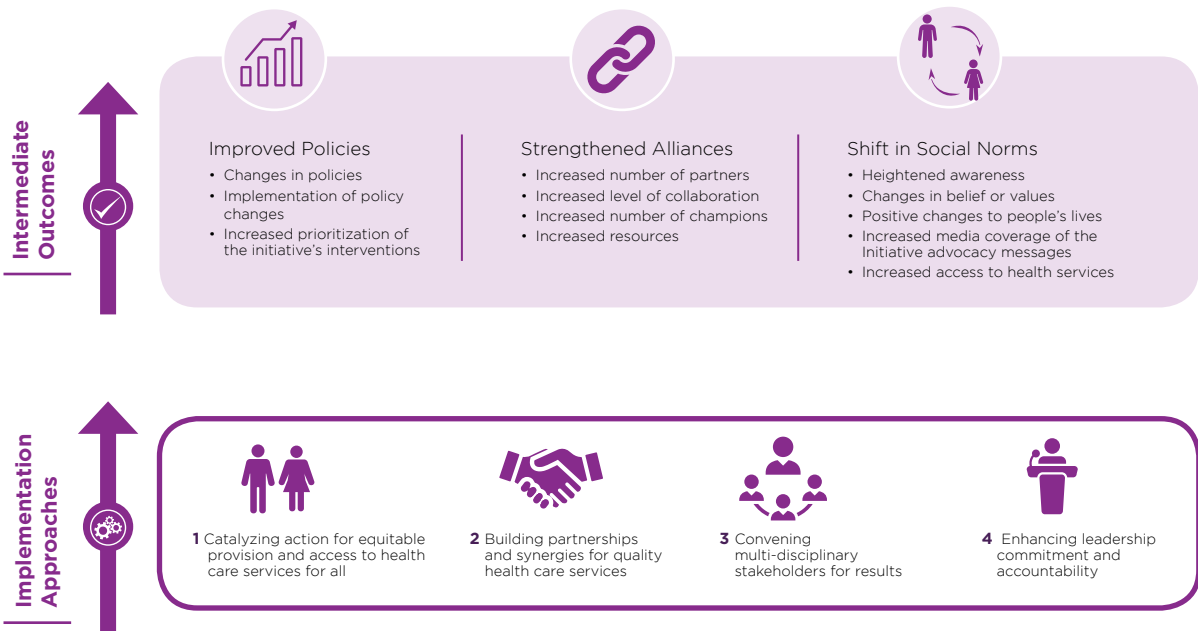 Intermediate
Outcomes
Improved Policies
• Changes in policies
• Implementation of policy
changes
• Increased prioritization of
the initiative's interventions
Strengthened Alliances
• Increased number of partners
• Increased level of collaboration
• Increased number of champions
• Increased resources
Shift in Social Norms
• Heightened awareness
• Changes in belief or values
• Positive changes to people's lives
• Increased media coverage of the
Initiative advocacy messages
• Increased access to health services
Implementation
Approaches
1 Catalyzing action for equitable
provision and access to health
care services for all
2 Building partnerships
and synergies for quality
health care services
3 Convening
multi-disciplinary
stakeholders for results
4 Enhancing leadership
commitment and
accountability